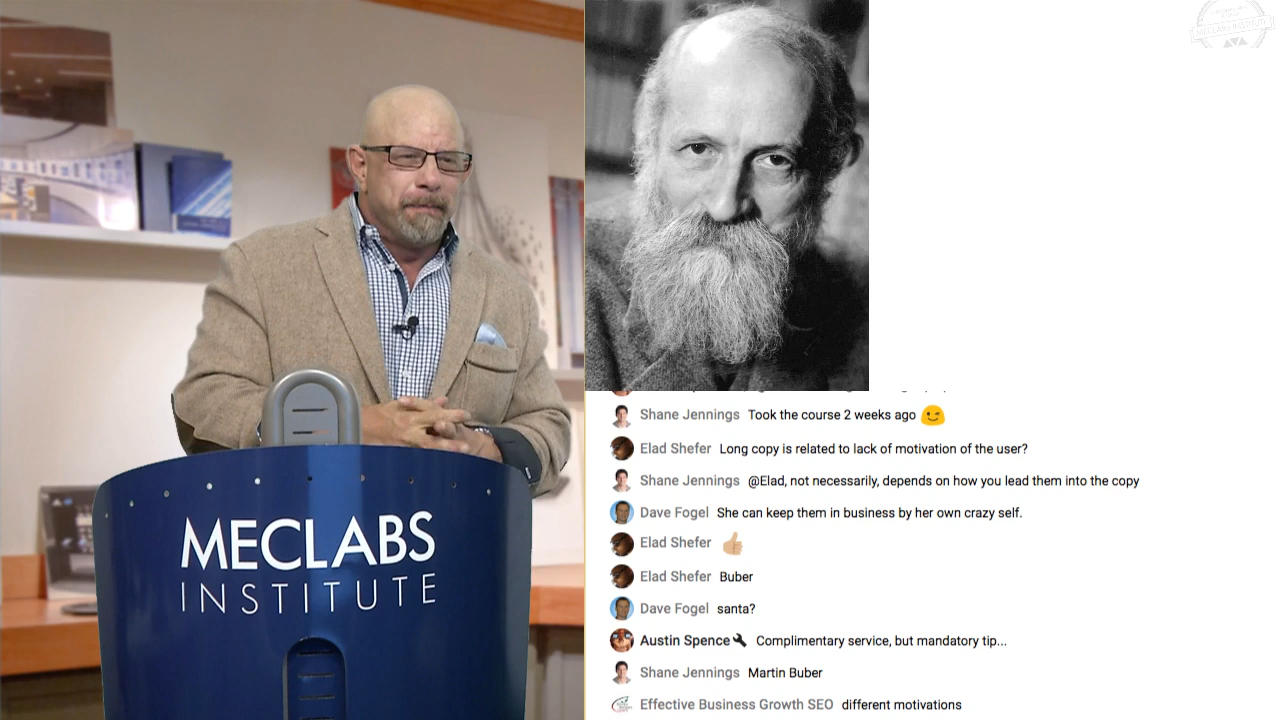 MECLABS INSTITUTE
MECLABS
INSTITUTE
Shane Jennings Took the course 2 weeks ago 😉
Elad Shefer Long copy is related to lack of motivation of the user?
Shane Jennings @Elad, not necessarily, depends on how you lead them into the copy
Dave Fogel She can keep them in business by her own crazy self.
Elad Shefer 👍🏼
Elad Shefer Buber
Dave Fogel santa?
Austin Spence Complimentary service, but mandatory tip...
Shane Jennings Martin Buber
Effective Business Growth SEO different motivations